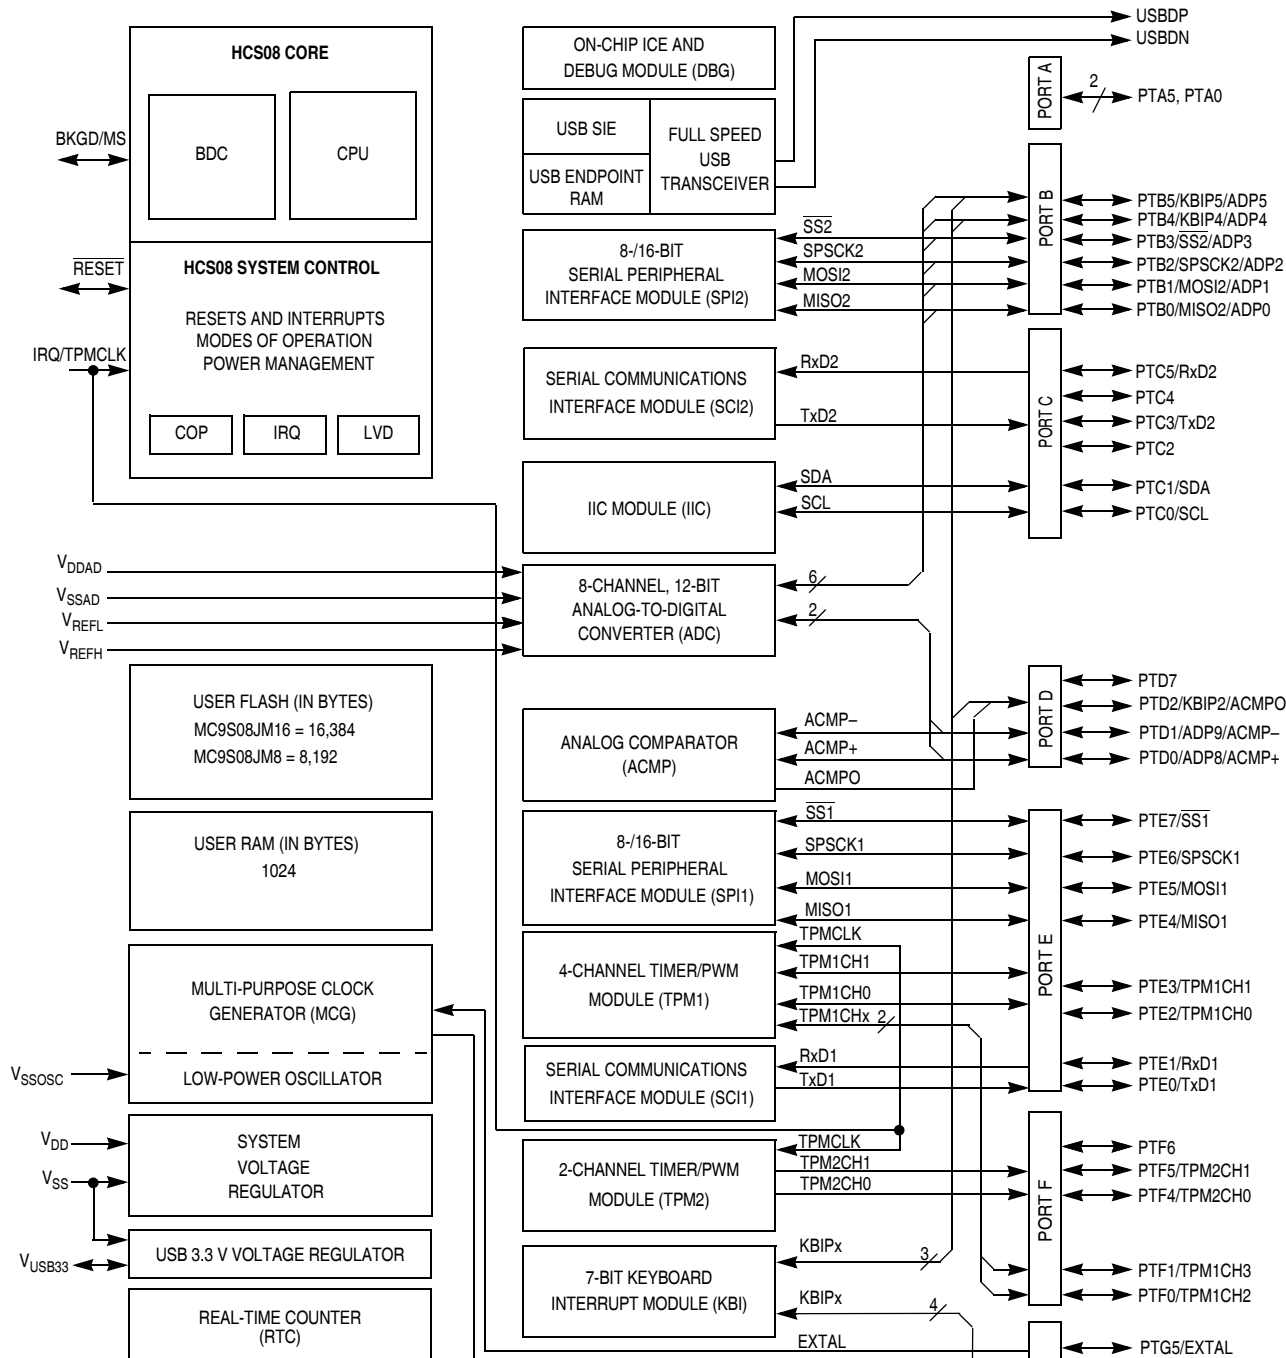 HCS08 CORE
BDC
CPU
BKGD/MS
RESET
HCS08 SYSTEM CONTROL
RESETS AND INTERRUPTS
MODES OF OPERATION
POWER MANAGEMENT
IRQ/TPMCLK
COP
IRQ
LVD
VDDAD
VSSAD
VREFL
VREFH
USER FLASH (IN BYTES)
MC9S08JM16 = 16,384
MC9S08JM8 = 8,192
USER RAM (IN BYTES)
1024
MULTI-PURPOSE CLOCK
GENERATOR (MCG)
LOW-POWER OSCILLATOR
VSSOSC
VDD
VSS
SYSTEM
VOLTAGE
REGULATOR
VUSB33
USB 3.3 V VOLTAGE REGULATOR
REAL-TIME COUNTER
(RTC)
ON-CHIP ICE AND
DEBUG MODULE (DBG)
USB SIE
USB ENDPOINT
RAM
FULL SPEED
USB
TRANSCEIVER
8-/16-BIT
SERIAL PERIPHERAL
INTERFACE MODULE (SPI2)
SS2
SPSCK2
MOSI2
MISO2
SERIAL COMMUNICATIONS
INTERFACE MODULE (SCI2)
RxD2
TxD2
IIC MODULE (IIC)
SDA
SCL
8-CHANNEL, 12-BIT
ANALOG-TO-DIGITAL
CONVERTER (ADC)
6
2
ANALOG COMPARATOR
(ACMP)
ACMP–
ACMP+
ACMPO
8-/16-BIT
SERIAL PERIPHERAL
INTERFACE MODULE (SPI1)
SS1
SPSCK1
MOSI1
MISO1
4-CHANNEL TIMER/PWM
MODULE (TPM1)
TPMCLK
TPM1CH1
TPM1CH0
TPM1CHx 2
SERIAL COMMUNICATIONS
INTERFACE MODULE (SCI1)
RxD1
TxD1
2-CHANNEL TIMER/PWM
MODULE (TPM2)
TPMCLK
TPM2CH1
TPM2CH0
7-BIT KEYBOARD
INTERRUPT MODULE (KBI)
KBIPx 3
KBIPx 4
EXTAL
USBDP
USBDN
PORT A
2
PTA5, PTA0
PORT B
PTB5/KBIP5/ADP5
PTB4/KBIP4/ADP4
PTB3/SS2/ADP3
PTB2/SPSCK2/ADP2
PTB1/MOSI2/ADP1
PTB0/MISO2/ADP0
PORT C
PTC5/RxD2
PTC4
PTC3/TxD2
PTC2
PTC1/SDA
PTC0/SCL
PORT D
PTD7
PTD2/KBIP2/ACMPO
PTD1/ADP9/ACMP–
PTD0/ADP8/ACMP+
PORT E
PTE7/SS1
PTE6/SPSCK1
PTE5/MOSI1
PTE4/MISO1
PTE3/TPM1CH1
PTE2/TPM1CH0
PTE1/RxD1
PTE0/TxD1
PORT F
PTF6
PTF5/TPM2CH1
PTF4/TPM2CH0
PTF1/TPM1CH3
PTF0/TPM1CH2
PTG5/EXTAL